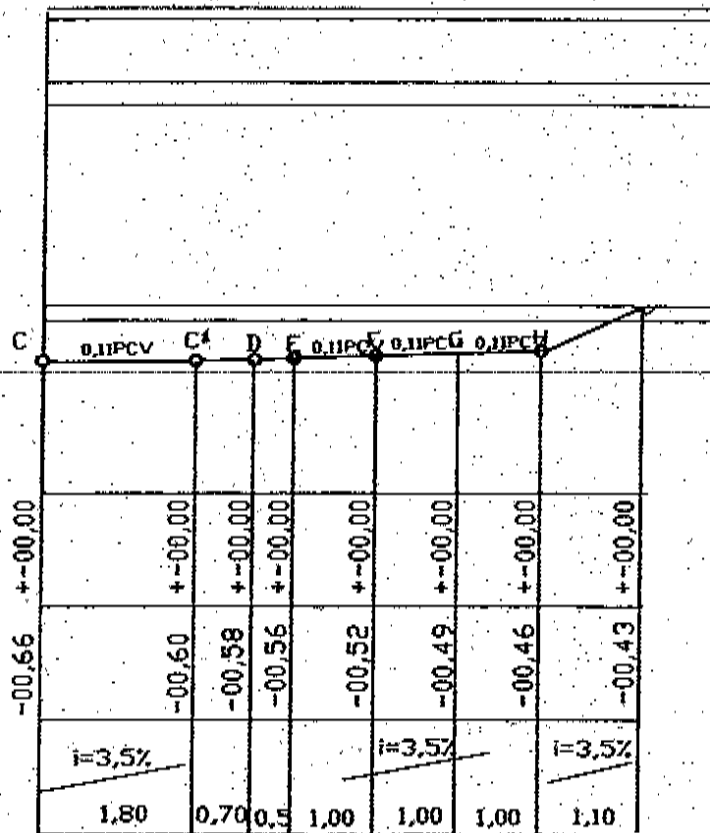 C 0,11PCV C' D E 0,11PCV F 0,11PC G 0,11PCV H
+-00,00 +-00,00 +-00,00 +-00,00 +-00,00 +-00,00 +-00,00 +-00,00
-00,66 -00,60 -00,58 -00,56 -00,52 -00,49 -00,46 -00,43
i=3,5% i=3,5% i=3,5%
1,80 0,70 0,5 1,00 1,00 1,00 1,10